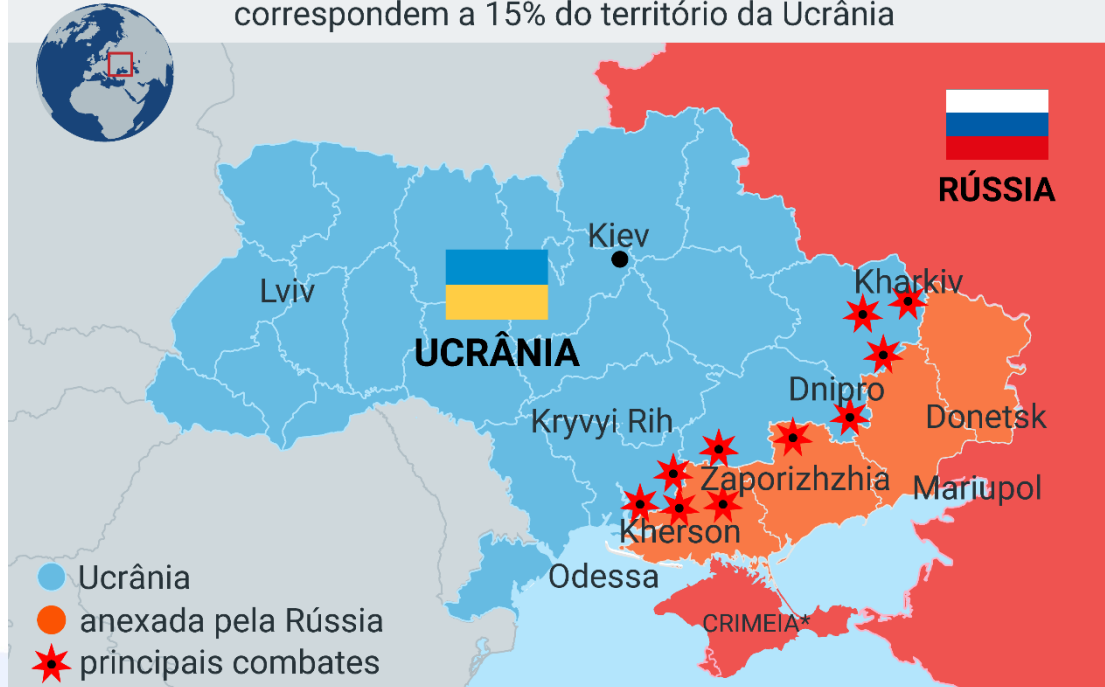 correspondem a 15% do território da Ucrânia
RÚSSIA
Kiev
Kharkiv
Lviv
UCRÂNIA
Dnipro
Kryvyi Rih
Donetsk
Zaporizhzhia
Mariupol
Kherson
Odessa
CRIMEIA*
Ucrânia
anexada pela Rússia
principais combates